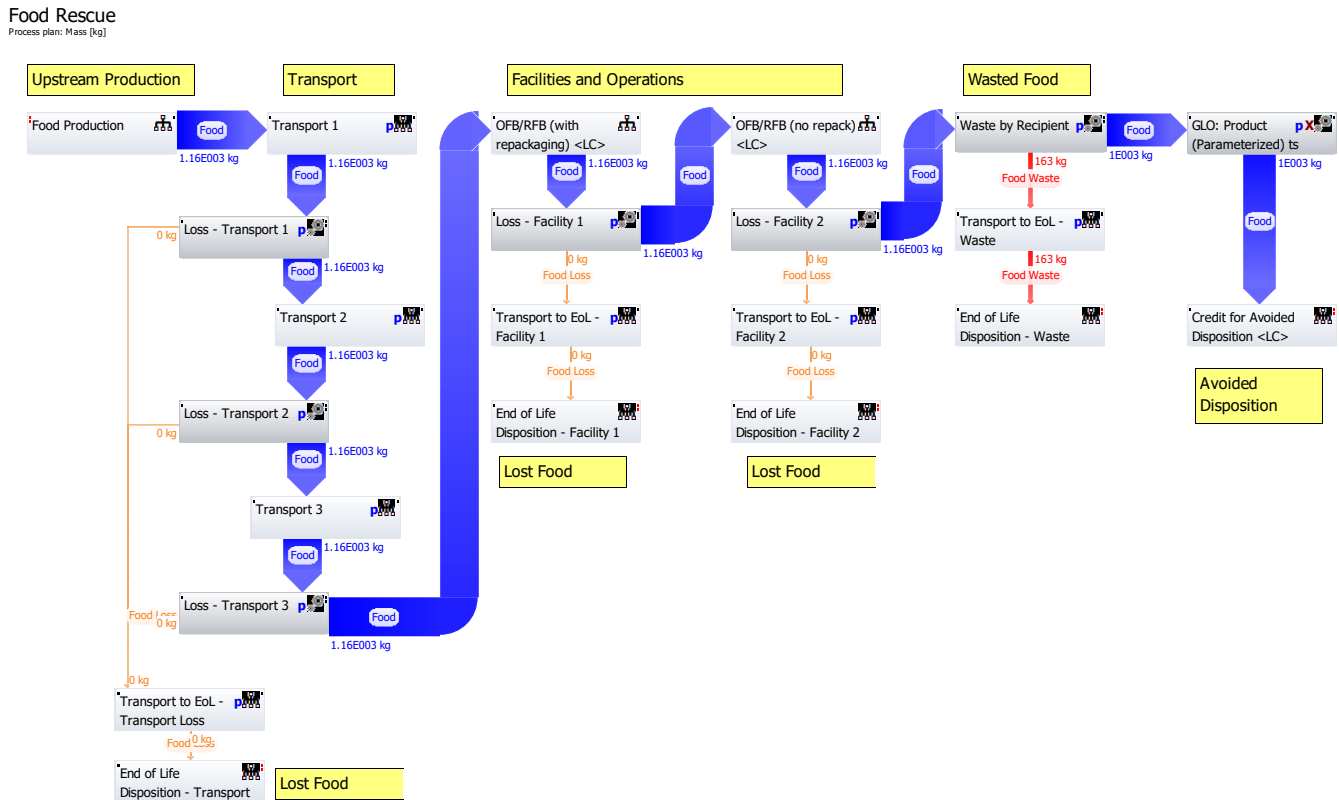 Food Rescue
Process plan: Mass [kg]
Upstream Production
Transport
Facilities and Operations
Wasted Food
Food Production
Food
1.16E003 kg
Transport 1
p
1.16E003 kg
Food
Loss - Transport 1
p
0 kg
Food
1.16E003 kg
Transport 2
p
1.16E003 kg
Food
Loss - Transport 2
p
0 kg
Food
1.16E003 kg
Transport 3
p
1.16E003 kg
Food
Loss - Transport 3
p
Food Loss
0 kg
Food
1.16E003 kg
0 kg
Transport to EoL -
Transport Loss
p
0 kg
Food Loss
End of Life
Disposition - Transport
Lost Food
OFB/RFB (with
repackaging) <LC>
1.16E003 kg
Food
Loss - Facility 1
p
Food
1.16E003 kg
0 kg
Food Loss
Transport to EoL -
Facility 1
p
0 kg
Food Loss
End of Life
Disposition - Facility 1
Lost Food
OFB/RFB (no repack)
<LC>
1.16E003 kg
Food
Loss - Facility 2
p
Food
1.16E003 kg
0 kg
Food Loss
Transport to EoL -
Facility 2
p
0 kg
Food Loss
End of Life
Disposition - Facility 2
Lost Food
Waste by Recipient
p
Food
1E003 kg
163 kg
Food Waste
Transport to EoL -
Waste
p
163 kg
Food Waste
End of Life
Disposition - Waste
GLO: Product
(Parameterized) ts
pX
1E003 kg
Food
Credit for Avoided
Disposition <LC>
Avoided
Disposition